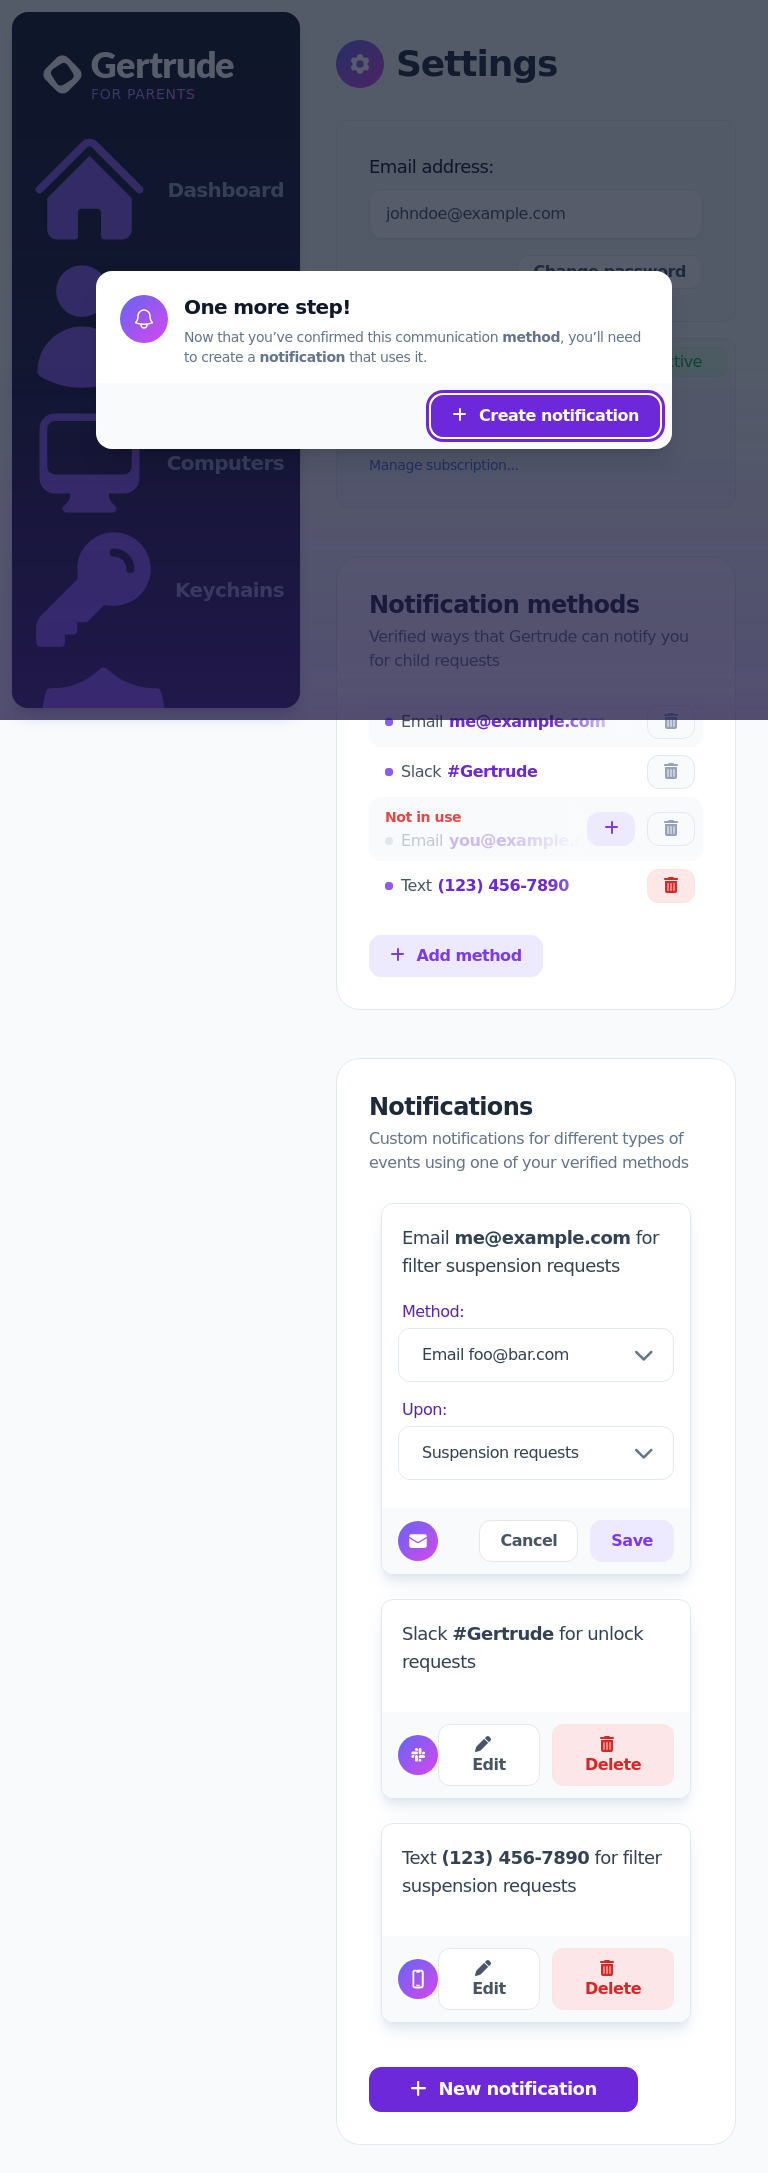 Gertrude
FOR PARENTS
Dashboard
Computers
Keychains
Settings
Email address:
johndoe@example.com
Change password
One more step!
Now that you’ve confirmed this communication method, you’ll need
to create a notification that uses it.
Create notification
Manage subscription...
Notification methods
Verified ways that Gertrude can notify you
for child requests
Email me@example.com
Slack #Gertrude
Not in use
Email you@example.
Text (123) 456-7890
Add method
Notifications
Custom notifications for different types of
events using one of your verified methods
Email me@example.com for
filter suspension requests
Method:
Email foo@bar.com
Upon:
Suspension requests
Cancel
Save
Slack #Gertrude for unlock
requests
Edit
Delete
Text (123) 456-7890 for filter
suspension requests
Edit
Delete
New notification